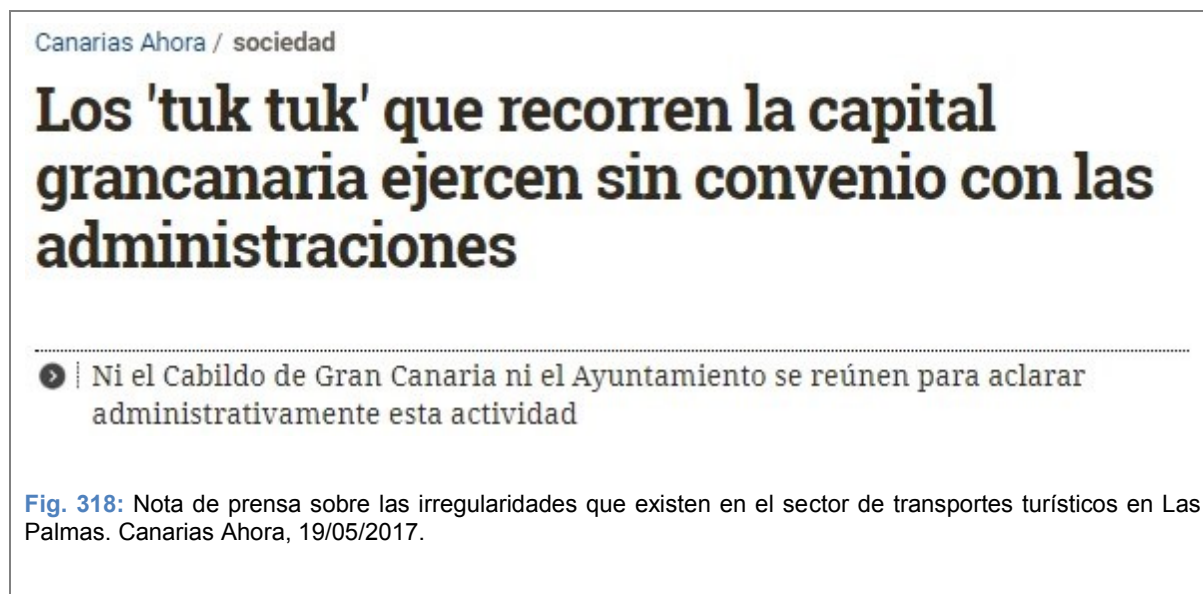 Canarias Ahora / sociedad
Los 'tuk tuk' que recorren la capital
grancanaria ejercen sin convenio con las
administraciones
Ni el Cabildo de Gran Canaria ni el Ayuntamiento se reúnen para aclarar
administrativamente esta actividad
Fig. 318: Nota de prensa sobre las irregularidades que existen en el sector de transportes turísticos en Las
Palmas. Canarias Ahora, 19/05/2017.